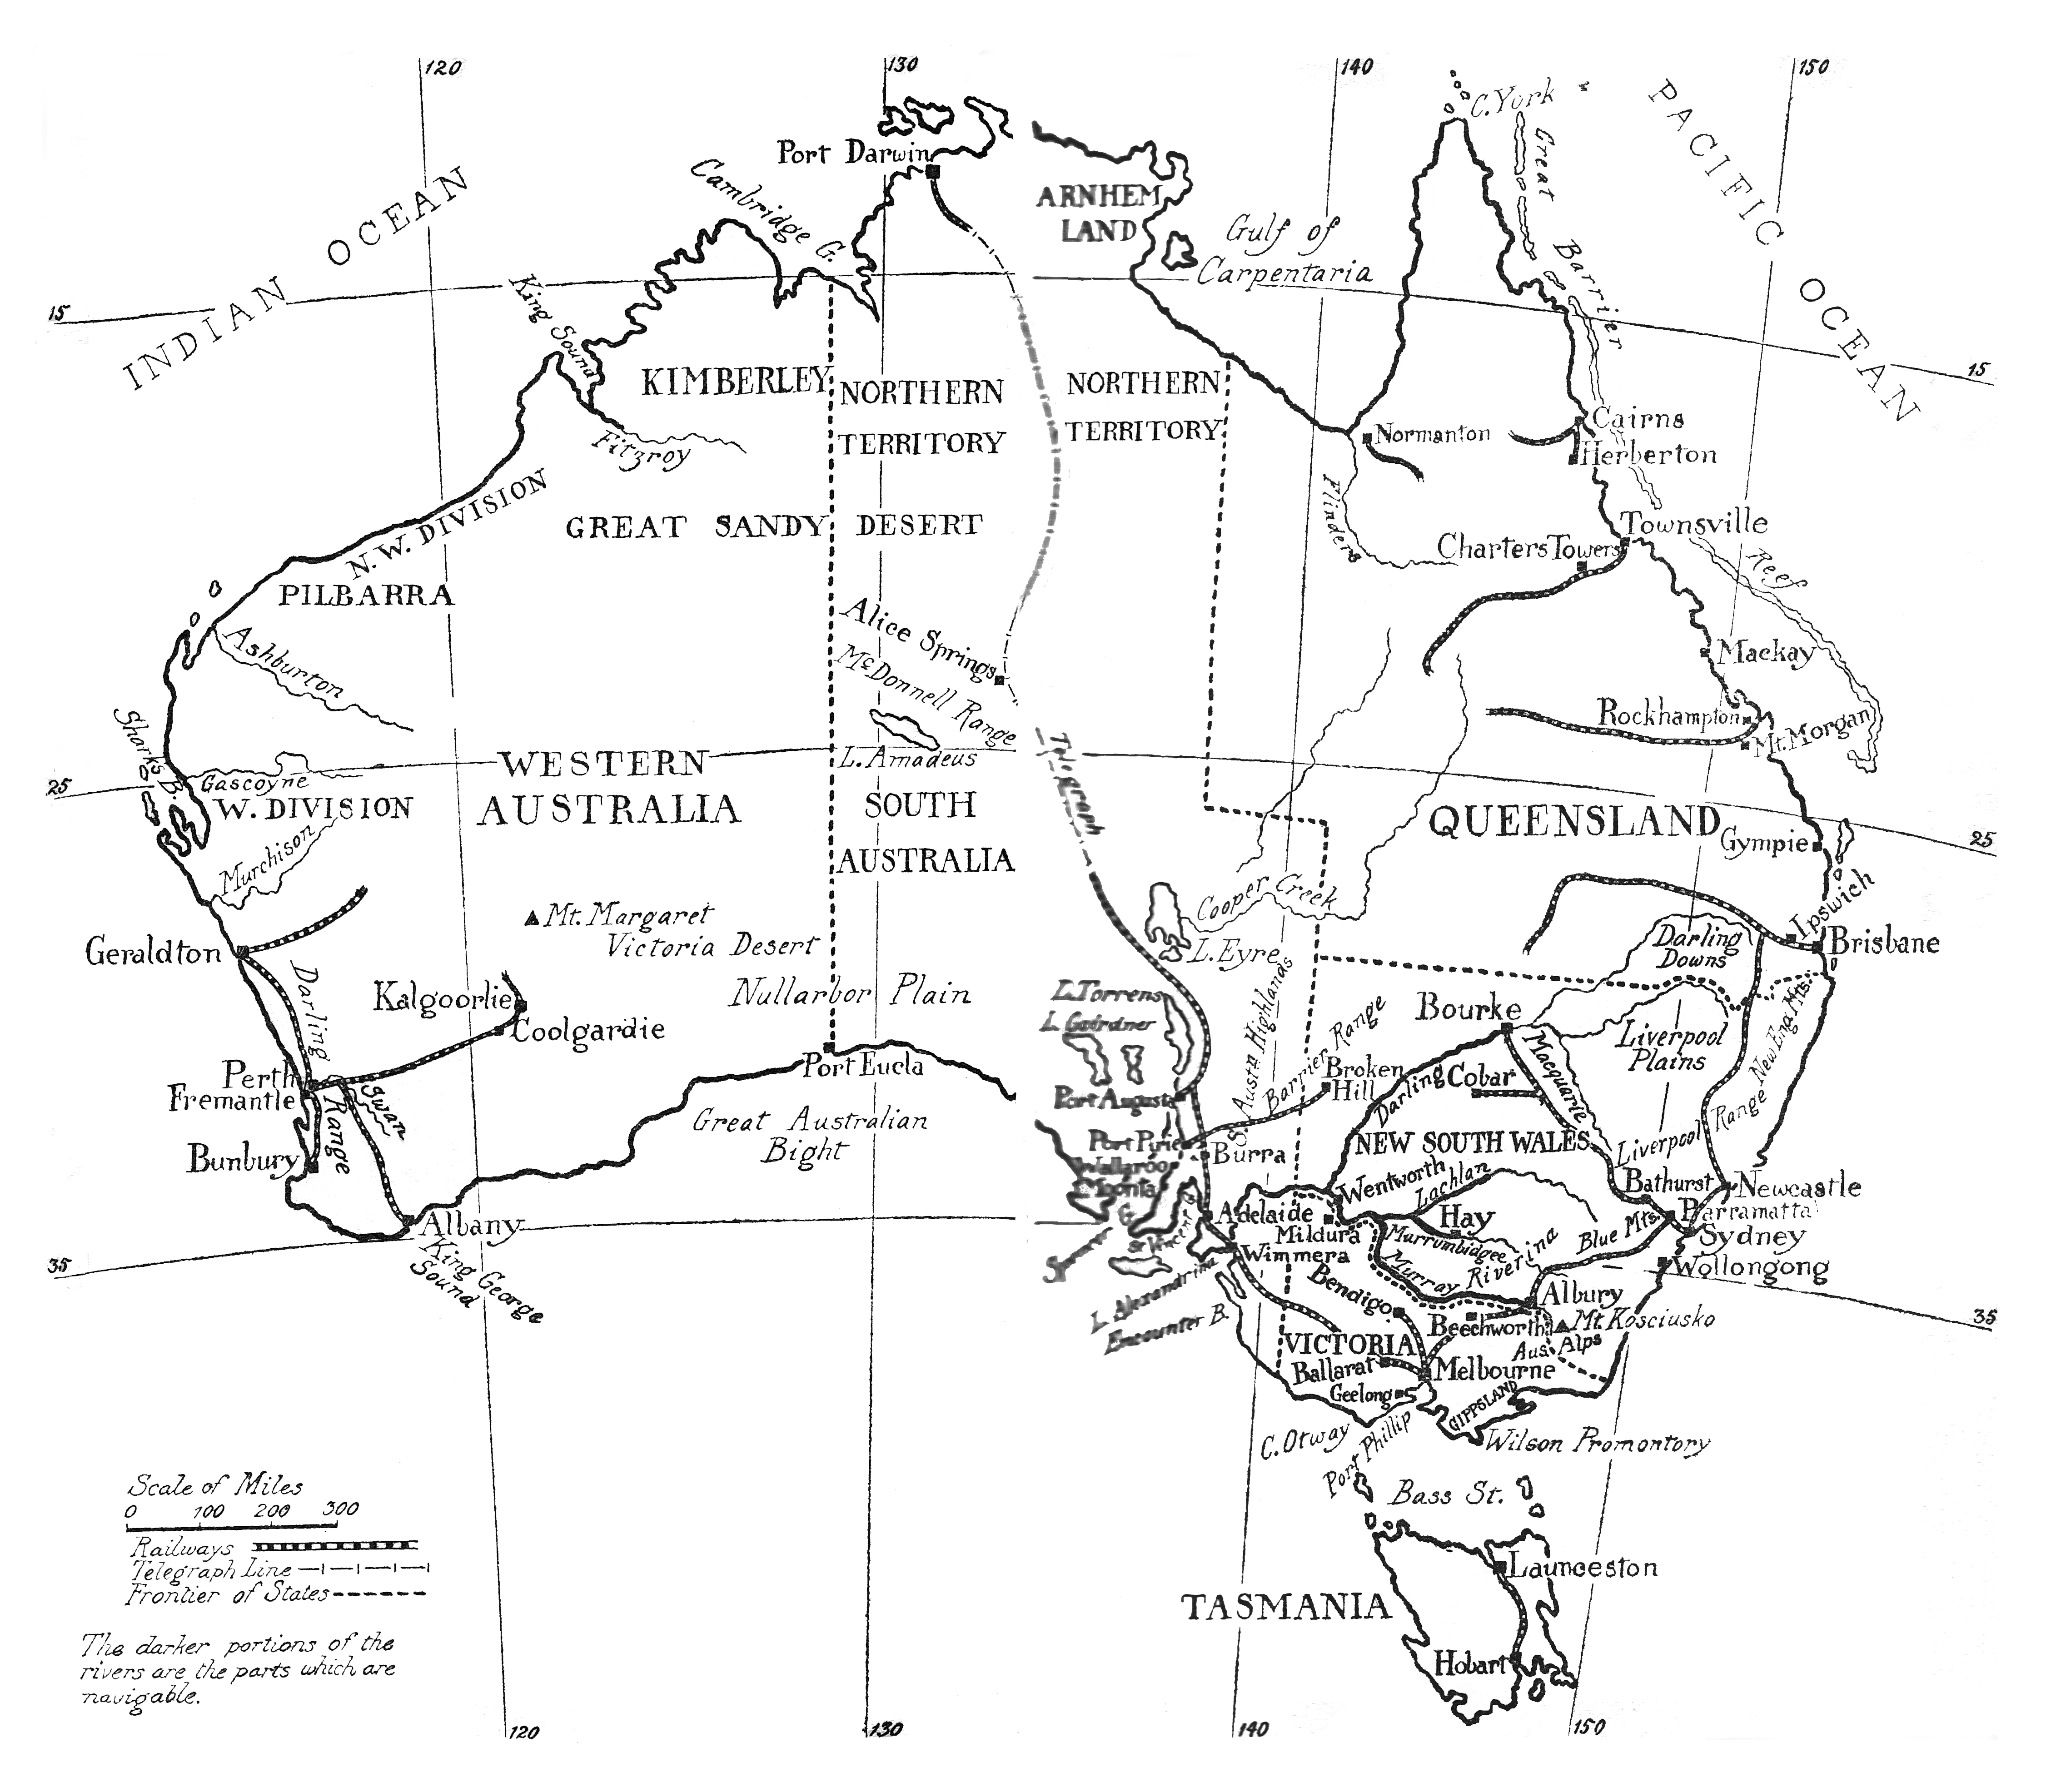 120
130
140
150
C. York
PACIFIC OCEAN
Great Barrier Reef
INDIAN OCEAN
Port Darwin
Cambridge G.
ARNHEM
LAND
Gulf of
Carpentaria
15
15
King Sound
KIMBERLEY
NORTHERN
TERRITORY
NORTHERN
TERRITORY
Fitzroy
Normanton
Cairns
Herberton
Flinders
N.W. DIVISION
GREAT SANDY DESERT
Townsville
Charters Towers
PILBARRA
Ashburton
Alice Springs
McDonnell Range
Mackay
Rockhampton
Mt. Morgan
Sharks B.
L. Amadeus
Telegraph
25
Gascoyne
W. DIVISION
WESTERN
AUSTRALIA
SOUTH
AUSTRALIA
QUEENSLAND
Gympie
25
Murchison
Cooper Creek
Mt. Margaret
Victoria Desert
Ipswich
Brisbane
Darling
Downs
Geraldton
L. Eyre
Nullarbor Plain
L. Torrens
L. Gairdner
S. Austn Highlands
Barrier Range
Darling Range
Kalgoorlie
Coolgardie
Bourke
Liverpool
Plains
New Eng Mts.
Port Eucla
Perth
Fremantle
Swan
Broken
Hill
Darling
Cobar
Macquarie
Port Augusta
Great Australian
Bight
Port Pirie
Burra
NEW SOUTH WALES
Liverpool Range
Bunbury
Wallaroo
Moonta
Wentworth
Lachlan
Bathurst
Newcastle
Parramatta
Albany
G.
St Vincent
Adelaide
Mildura
Hay
Blue Mts.
Sydney
Spencer
Wimmera
Murrumbidgee
Riverina
Wollongong
35
King George
Sound
L. Alexandrina
Encounter B.
Bendigo
Murray
Albury
Beechworth
Mt. Kosciusko
35
VICTORIA
Aus. Alps
Ballarat
Melbourne
Geelong
GIPPSLAND
C. Otway
Port Phillip
Wilson Promontory
Bass St.
Scale of Miles
0 100 200 300
Railways
Telegraph Line
Frontier of States
Launceston
TASMANIA
Hobart
The darker portions of the
rivers are the parts which are
navigable.
120
130
140
150